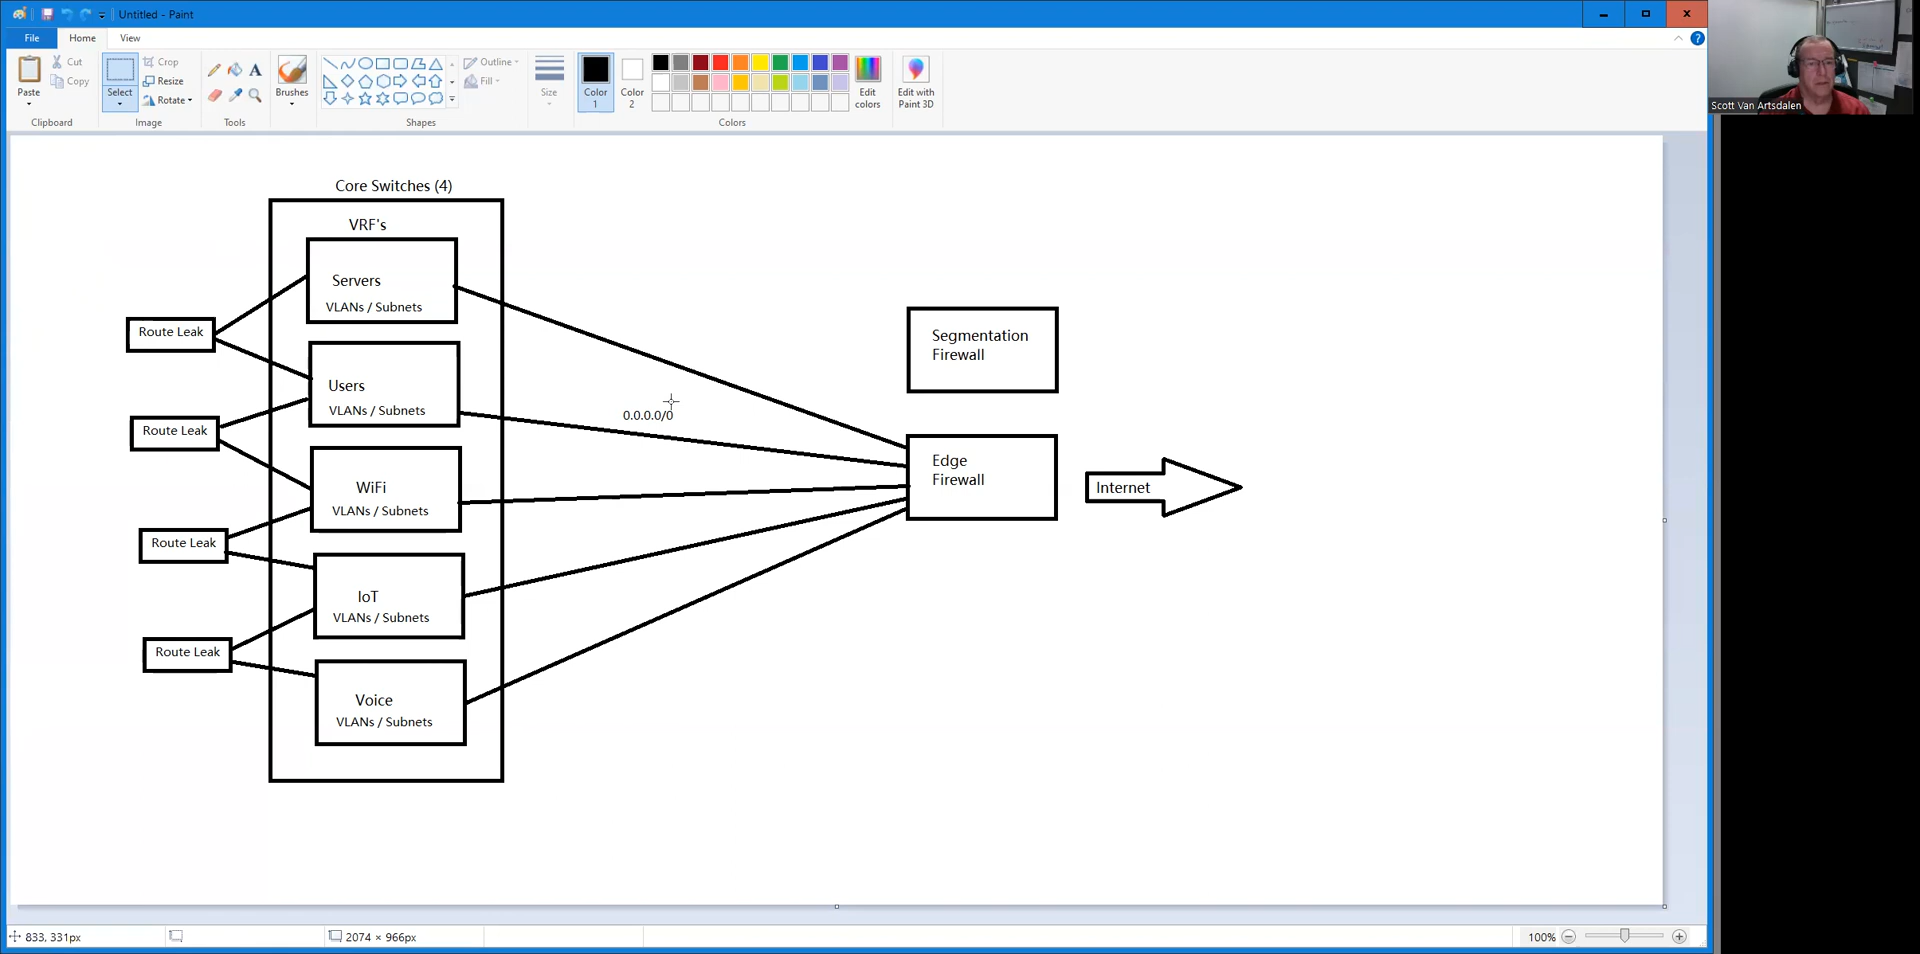 Untitled - Paint
File
Home
View
Paste
Cut
Copy
Clipboard
Select
Crop
Resize
Rotate
Image
A
Tools
Brushes
Shapes
Outline
Fill
Size
Color
1
Color
2
Colors
Edit
colors
Edit with
Paint 3D
?
Scott Van Artsdalen
Core Switches (4)
VRF's
Servers
VLANs / Subnets
Users
VLANs / Subnets
WiFi
VLANs / Subnets
IoT
VLANs / Subnets
Voice
VLANs / Subnets
Route Leak
Route Leak
Route Leak
Route Leak
0.0.0.0/0
Segmentation
Firewall
Edge
Firewall
Internet
833, 331px
2074 × 966px
100%